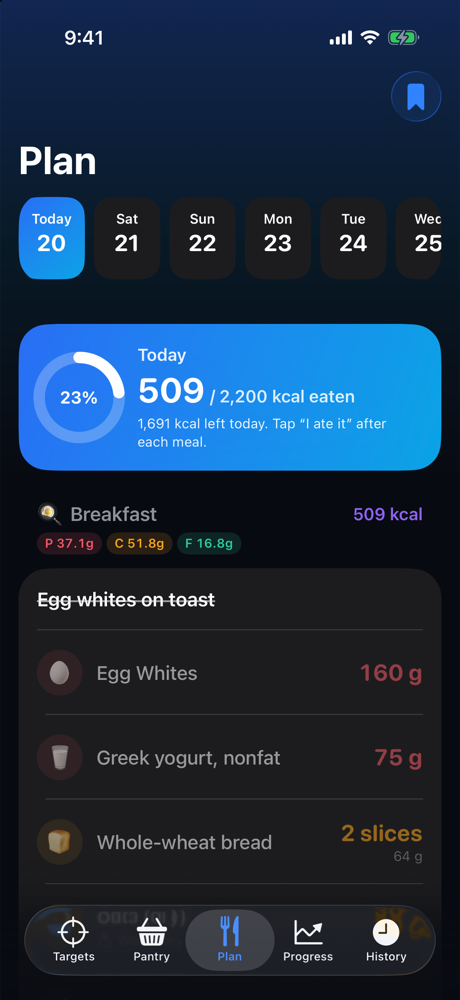 9:41
Plan
Today
20
Sat
21
Sun
22
Mon
23
Tue
24
Wed
25
23%
Today
509 / 2,200 kcal eaten
1,691 kcal left today. Tap “I ate it” after
each meal.
Breakfast
509 kcal
P 37.1g
C 51.8g
F 16.8g
Egg whites on toast
Egg Whites
160 g
Greek yogurt, nonfat
75 g
Whole-wheat bread
2 slices
64 g
Targets
Pantry
Plan
Progress
History